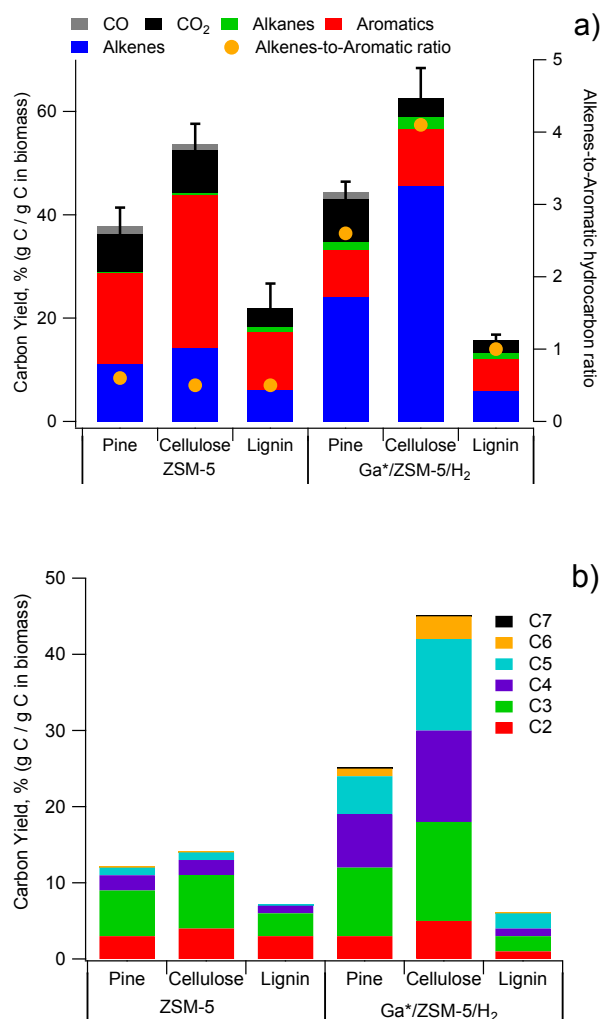 a)
CO CO₂ Alkanes Aromatics
Alkenes Alkenes-to-Aromatic ratio
Carbon Yield, % (g C / g C in biomass)
60
40
20
0
5
4
3
2
1
0
Alkenes-to-Aromatic hydrocarbon ratio
Pine Cellulose Lignin Pine Cellulose Lignin
ZSM-5 Ga*/ZSM-5/H₂
b)
Carbon Yield, % (g C / g C in biomass)
50
40
30
20
10
0
C7
C6
C5
C4
C3
C2
Pine Cellulose Lignin Pine Cellulose Lignin
ZSM-5 Ga*/ZSM-5/H₂